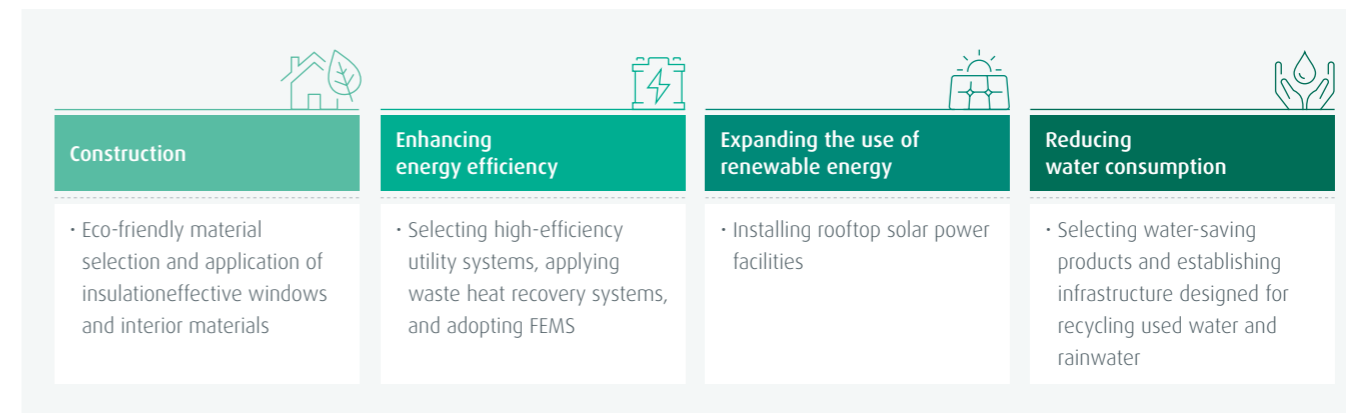 Construction
· Eco-friendly material
selection and application of
insulationeffective windows
and interior materials
Enhancing
energy efficiency
· Selecting high-efficiency
utility systems, applying
waste heat recovery systems,
and adopting FEMS
Expanding the use of
renewable energy
· Installing rooftop solar power
facilities
Reducing
water consumption
· Selecting water-saving
products and establishing
infrastructure designed for
recycling used water and
rainwater